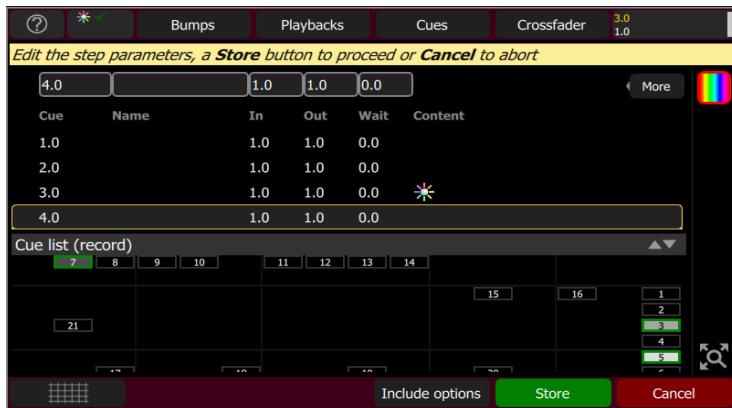 ? Bumps Playbacks Cues Crossfader 3.0
1.0
Edit the step parameters, a Store button to proceed or Cancel to abort
4.0 1.0 1.0 0.0 More
Cue Name In Out Wait Content
1.0 1.0 1.0 0.0
2.0 1.0 1.0 0.0
3.0 1.0 1.0 0.0
4.0 1.0 1.0 0.0
Cue list (record)
7 8 9 10 11 12 13 14
15 16 1
2
21 3
4
5
Include options Store Cancel